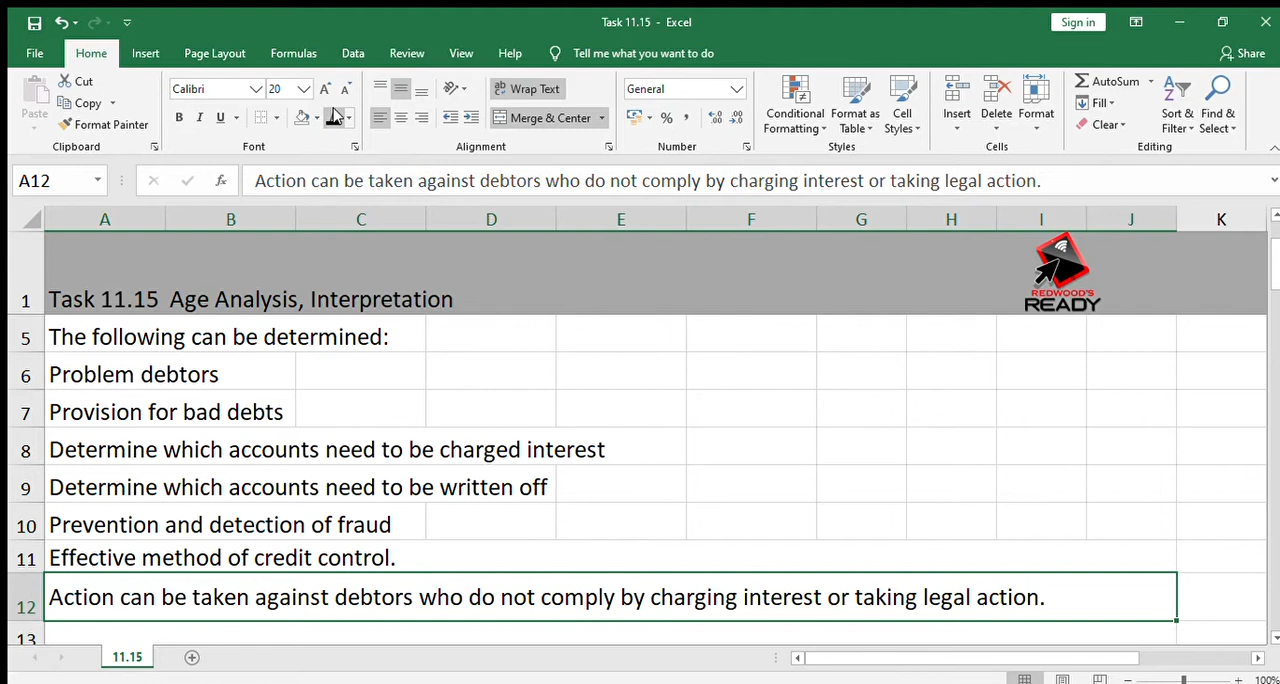 Task 11.15 - Excel
Sign in
File Home Insert Page Layout Formulas Data Review View Help Tell me what you want to do Share
Paste
Cut
Copy
Format Painter
Clipboard
Calibri 20
B I U
Font
Wrap Text
Merge & Center
Alignment
General
Number
Conditional Formatting
Format as Table
Cell Styles
Styles
Insert Delete Format
Cells
AutoSum
Fill
Clear
Sort & Filter
Find & Select
Editing
A12 fx Action can be taken against debtors who do not comply by charging interest or taking legal action.
A B C D E F G H I J K
1 Task 11.15 Age Analysis, Interpretation
REDWOOD'S
READY
5 The following can be determined:
6 Problem debtors
7 Provision for bad debts
8 Determine which accounts need to be charged interest
9 Determine which accounts need to be written off
10 Prevention and detection of fraud
11 Effective method of credit control.
12 Action can be taken against debtors who do not comply by charging interest or taking legal action.
13
11.15
100%